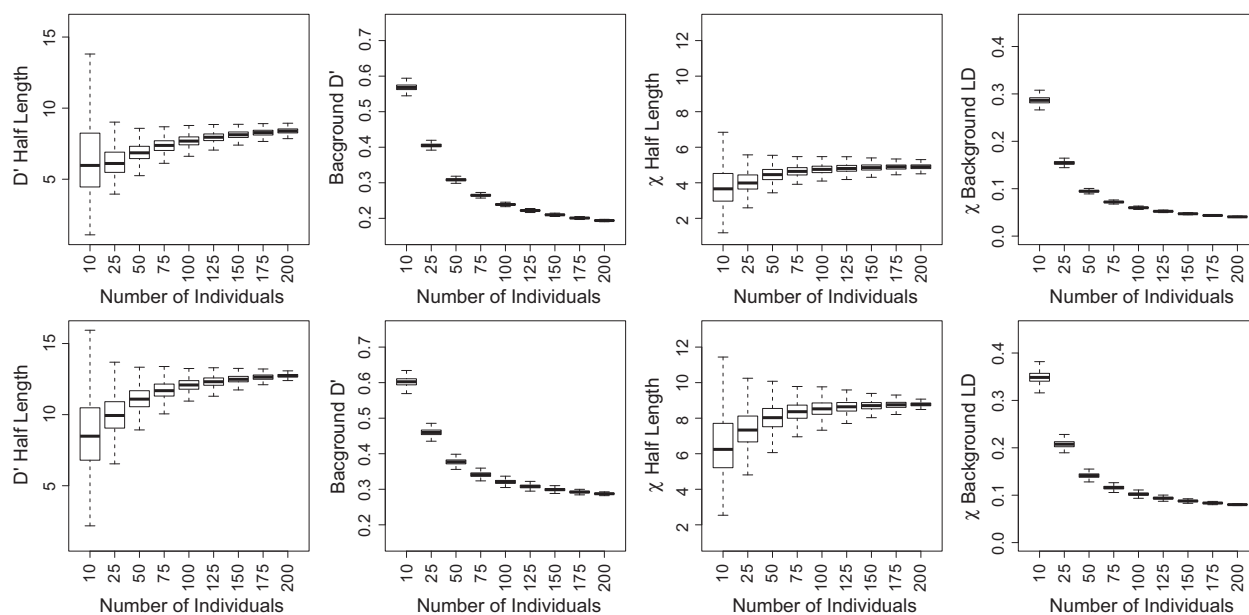 D' Half Length
15
10
5
10 25 50 75 100 125 150 175 200
Number of Individuals
Bacground D'
0.7
0.6
0.5
0.4
0.3
0.2
10 25 50 75 100 125 150 175 200
Number of Individuals
χ Half Length
12
10
8
6
4
2
10 25 50 75 100 125 150 175 200
Number of Individuals
χ Background LD
0.4
0.3
0.2
0.1
0.0
10 25 50 75 100 125 150 175 200
Number of Individuals
D' Half Length
15
10
5
10 25 50 75 100 125 150 175 200
Number of Individuals
Bacground D'
0.7
0.6
0.5
0.4
0.3
0.2
10 25 50 75 100 125 150 175 200
Number of Individuals
χ Half Length
12
10
8
6
4
2
10 25 50 75 100 125 150 175 200
Number of Individuals
χ Background LD
0.4
0.3
0.2
0.1
0.0
10 25 50 75 100 125 150 175 200
Number of Individuals